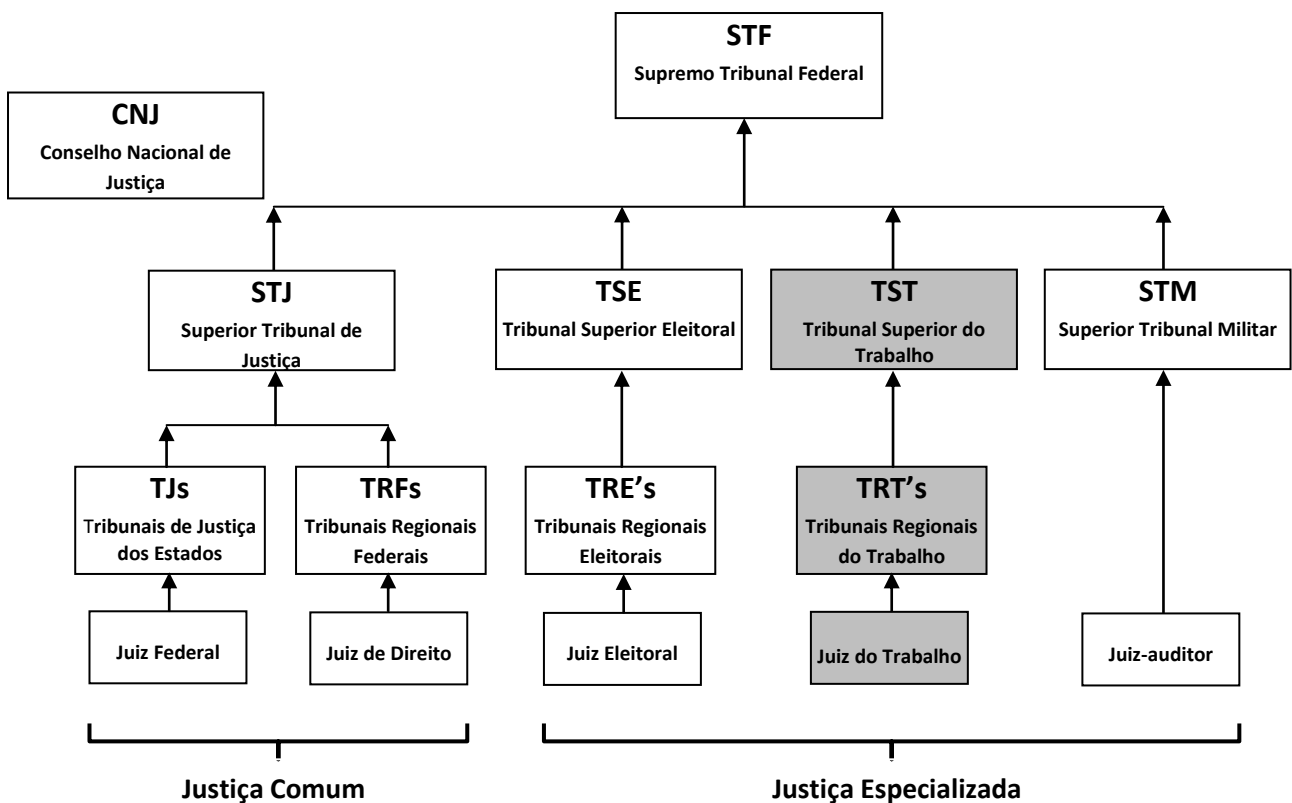 STF
Supremo Tribunal Federal
CNJ
Conselho Nacional de
Justiça
STJ
Superior Tribunal de
Justiça
TSE
Tribunal Superior Eleitoral
TST
Tribunal Superior do
Trabalho
STM
Superior Tribunal Militar
TJs
Tribunais de Justiça
dos Estados
TRFs
Tribunais Regionais
Federais
TRE’s
Tribunais Regionais
Eleitorais
TRT’s
Tribunais Regionais
do Trabalho
Juiz Federal
Juiz de Direito
Juiz Eleitoral
Juiz do Trabalho
Juiz-auditor
Justiça Comum
Justiça Especializada